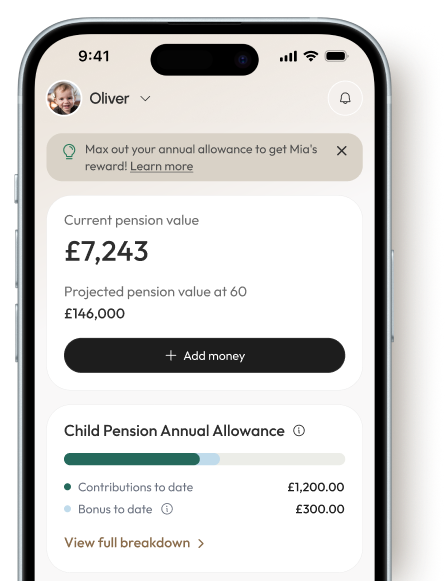 9:41
Oliver
Max out your annual allowance to get Mia's
reward! Learn more
Current pension value
£7,243
Projected pension value at 60
£146,000
Add money
Child Pension Annual Allowance
Contributions to date £1,200.00
Bonus to date £300.00
View full breakdown